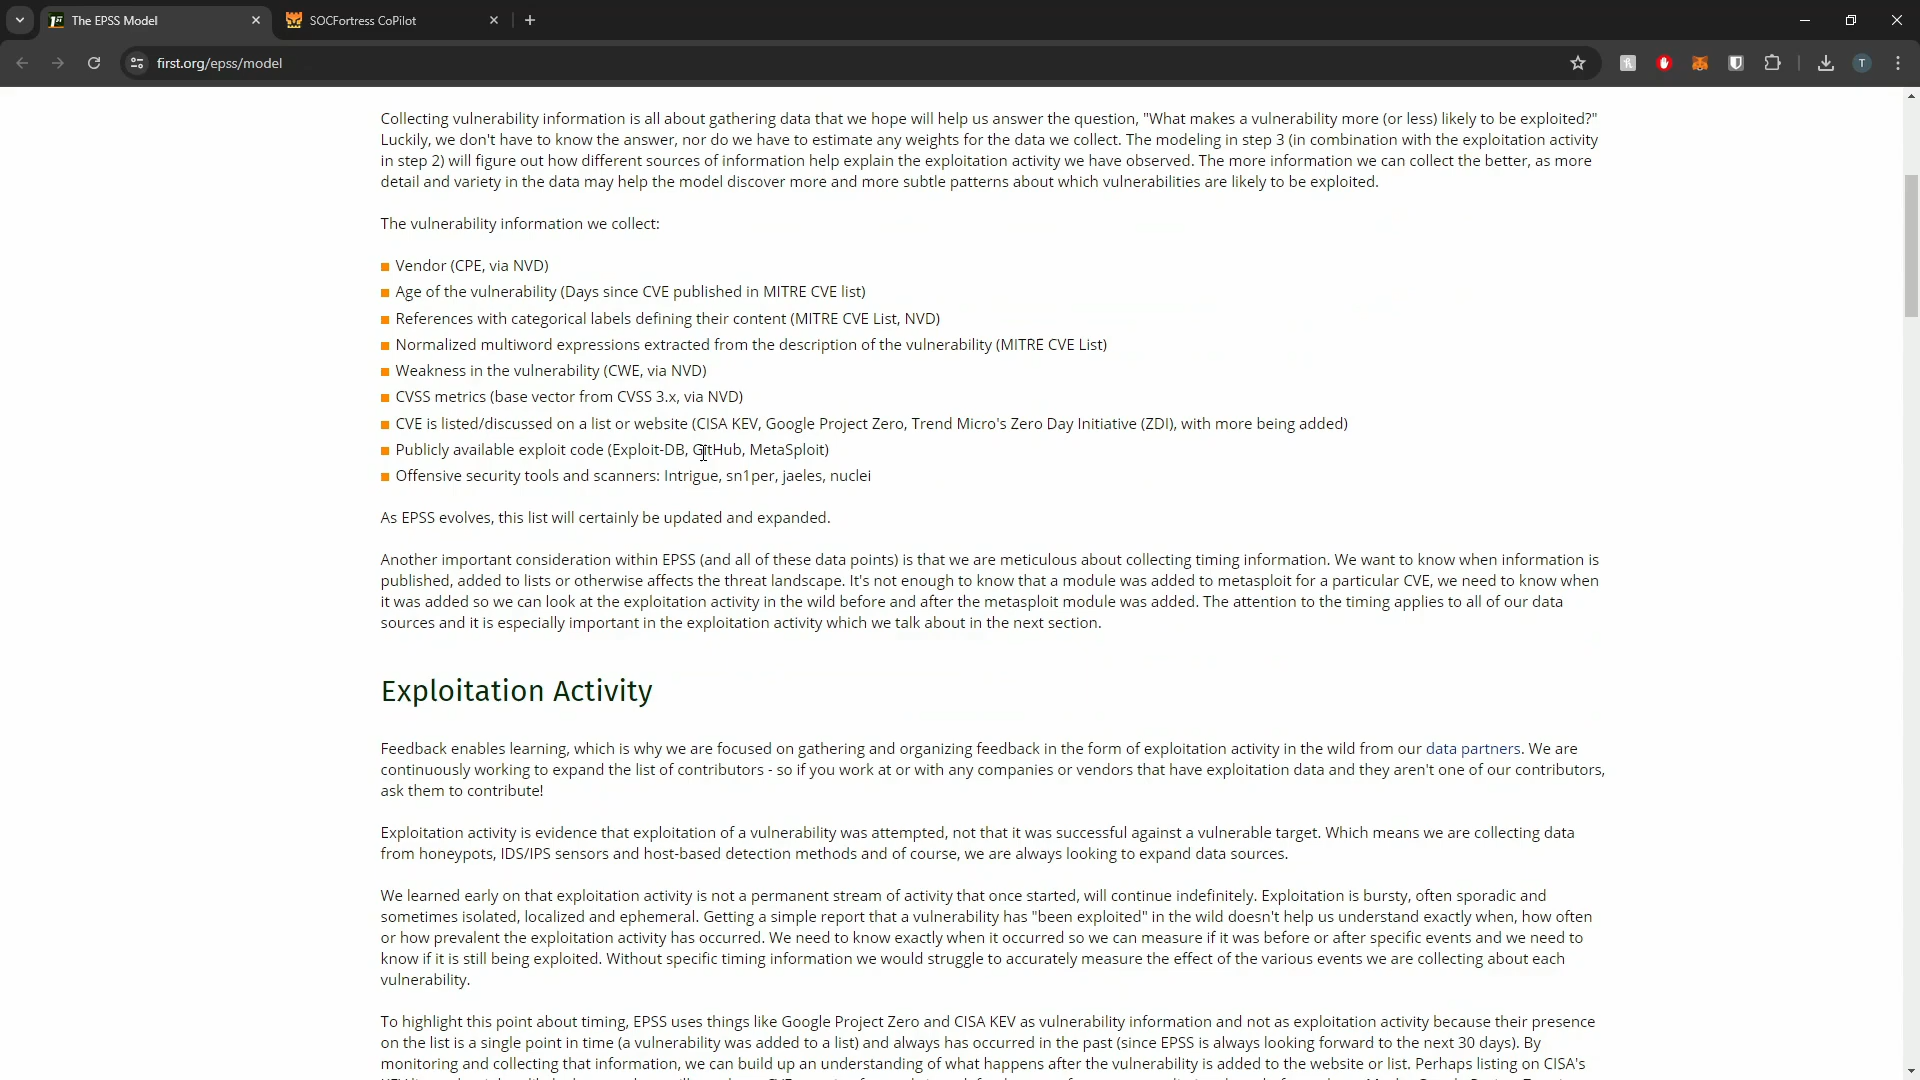 The EPSS Model
SOCFortress CoPilot
first.org/epss/model
T
Collecting vulnerability information is all about gathering data that we hope will help us answer the question, "What makes a vulnerability more (or less) likely to be exploited?"
Luckily, we don't have to know the answer, nor do we have to estimate any weights for the data we collect. The modeling in step 3 (in combination with the exploitation activity
in step 2) will figure out how different sources of information help explain the exploitation activity we have observed. The more information we can collect the better, as more
detail and variety in the data may help the model discover more and more subtle patterns about which vulnerabilities are likely to be exploited.
The vulnerability information we collect:
Vendor (CPE, via NVD)
Age of the vulnerability (Days since CVE published in MITRE CVE list)
References with categorical labels defining their content (MITRE CVE List, NVD)
Normalized multiword expressions extracted from the description of the vulnerability (MITRE CVE List)
Weakness in the vulnerability (CWE, via NVD)
CVSS metrics (base vector from CVSS 3.x, via NVD)
CVE is listed/discussed on a list or website (CISA KEV, Google Project Zero, Trend Micro's Zero Day Initiative (ZDI), with more being added)
Publicly available exploit code (Exploit-DB, GitHub, MetaSploit)
Offensive security tools and scanners: Intrigue, sn1per, jaeles, nuclei
As EPSS evolves, this list will certainly be updated and expanded.
Another important consideration within EPSS (and all of these data points) is that we are meticulous about collecting timing information. We want to know when information is
published, added to lists or otherwise affects the threat landscape. It's not enough to know that a module was added to metasploit for a particular CVE, we need to know when
it was added so we can look at the exploitation activity in the wild before and after the metasploit module was added. The attention to the timing applies to all of our data
sources and it is especially important in the exploitation activity which we talk about in the next section.
Exploitation Activity
Feedback enables learning, which is why we are focused on gathering and organizing feedback in the form of exploitation activity in the wild from our data partners. We are
continuously working to expand the list of contributors - so if you work at or with any companies or vendors that have exploitation data and they aren't one of our contributors,
ask them to contribute!
Exploitation activity is evidence that exploitation of a vulnerability was attempted, not that it was successful against a vulnerable target. Which means we are collecting data
from honeypots, IDS/IPS sensors and host-based detection methods and of course, we are always looking to expand data sources.
We learned early on that exploitation activity is not a permanent stream of activity that once started, will continue indefinitely. Exploitation is bursty, often sporadic and
sometimes isolated, localized and ephemeral. Getting a simple report that a vulnerability has "been exploited" in the wild doesn't help us understand exactly when, how often
or how prevalent the exploitation activity has occurred. We need to know exactly when it occurred so we can measure if it was before or after specific events and we need to
know if it is still being exploited. Without specific timing information we would struggle to accurately measure the effect of the various events we are collecting about each
vulnerability.
To highlight this point about timing, EPSS uses things like Google Project Zero and CISA KEV as vulnerability information and not as exploitation activity because their presence
on the list is a single point in time (a vulnerability was added to a list) and always has occurred in the past (since EPSS is always looking forward to the next 30 days). By
monitoring and collecting that information, we can build up an understanding of what happens after the vulnerability is added to the website or list. Perhaps listing on CISA's